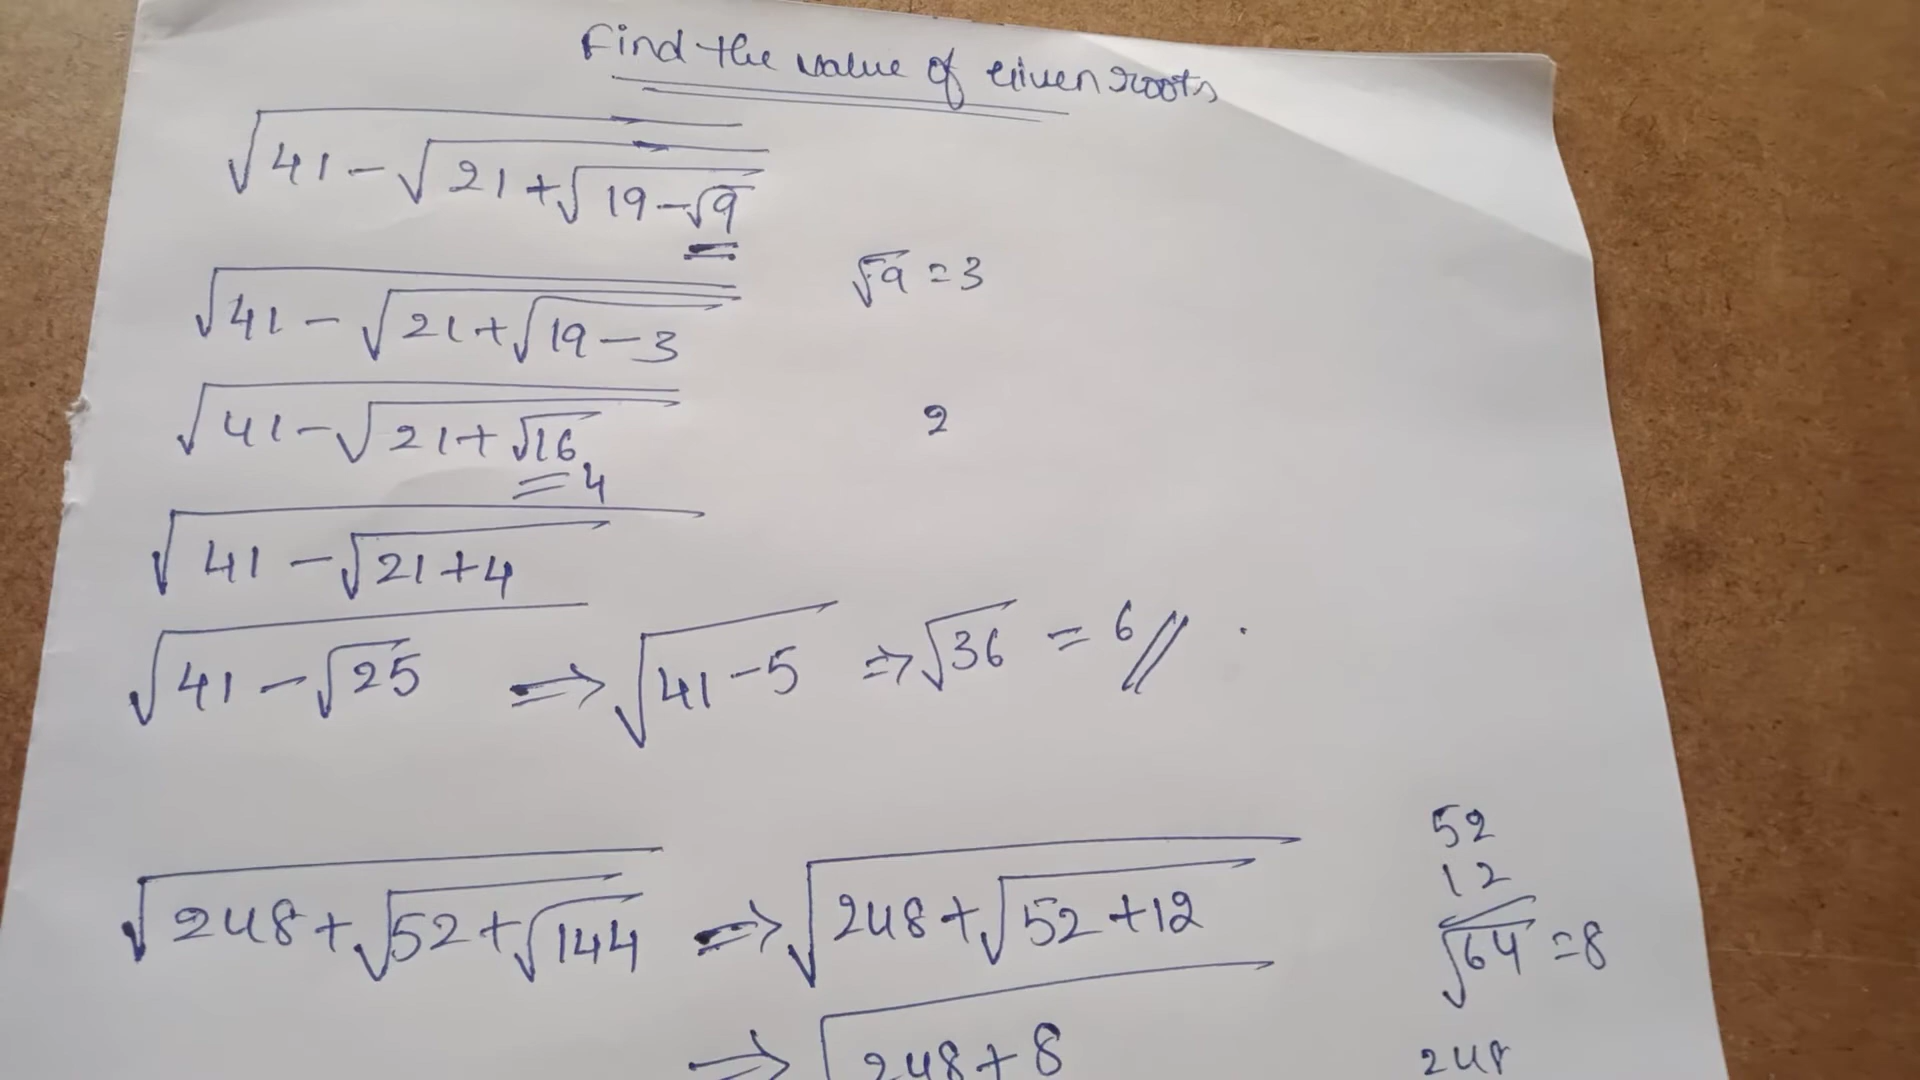 Find the value of Given roots
√41-√21+√19-√9
√9 = 3
√41-√21+√19-3
√41-√21+√16
2
= 4
√41-√21+4
√41-√25 ⇒ √41-5 ⇒ √36 = 6//
√248+√52+√144 ⇒ √248+√52+12
52
12
√64 = 8
⇒ √248+8
248